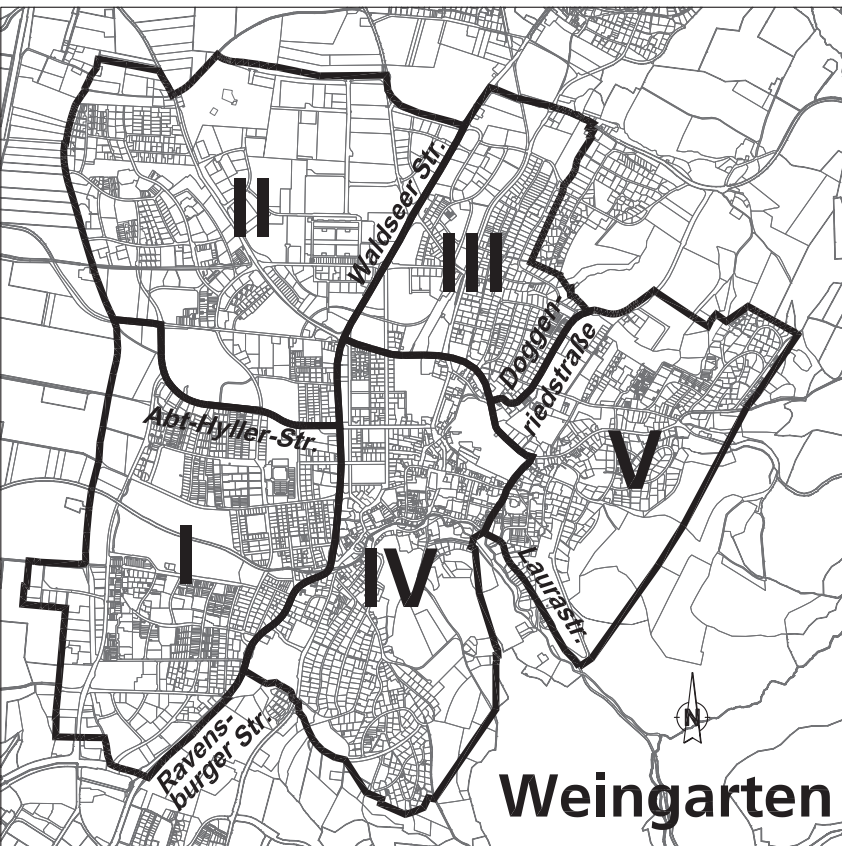 II
Waldseer Str.
III
Doggen-
riedstraße
Abt-Hyller-Str.
V
I
IV
Laurastr.
Ravens-
burger Str.
N
Weingarten